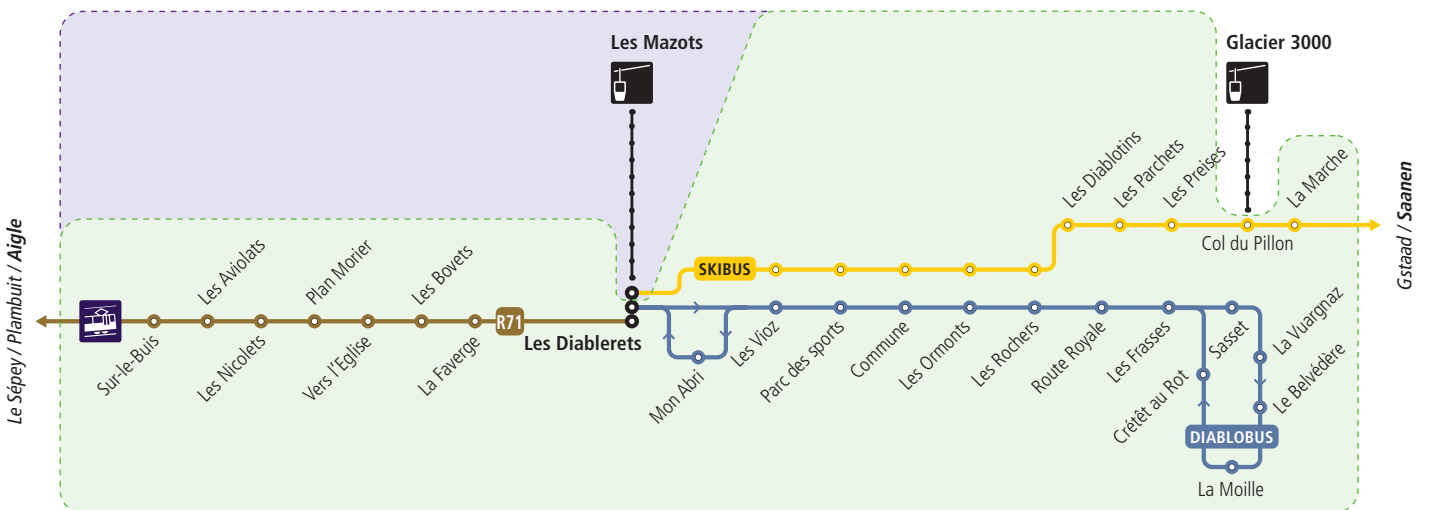 Les Mazots
Glacier 3000
Les Diablotins
Les Parchets
Les Preises
La Marche
Col du Pillon
Gstaad / Saanen
Le Sépey / Plambuit / Aigle
Les Aviolats
Plan Morier
Les Bovets
SKIBUS
R71
Les Diablerets
Sur-le-Buis
Les Nicolets
Vers l'Eglise
La Faverge
Mon Abri
Les Vioz
Parc des sports
Commune
Les Ormonts
Les Rochers
Route Royale
Les Frasses
Sasset
La Vuargnaz
Le Belvédère
Crétêt au Rot
DIABLOBUS
La Moille